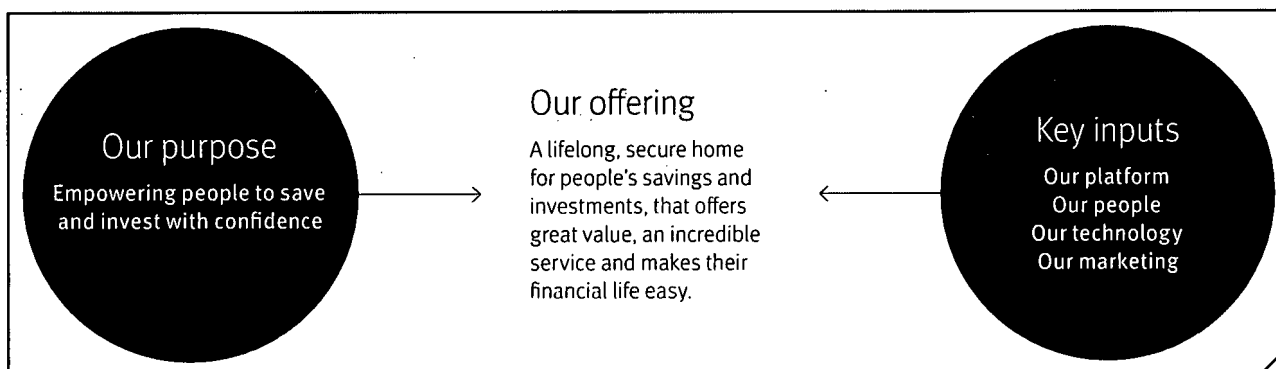 Our purpose
Empowering people to save
and invest with confidence
Our offering
A lifelong, secure home
for people's savings and
investments, that offers
great value, an incredible
service and makes their
financial life easy.
Key inputs
Our platform
Our people
Our technology
Our marketing